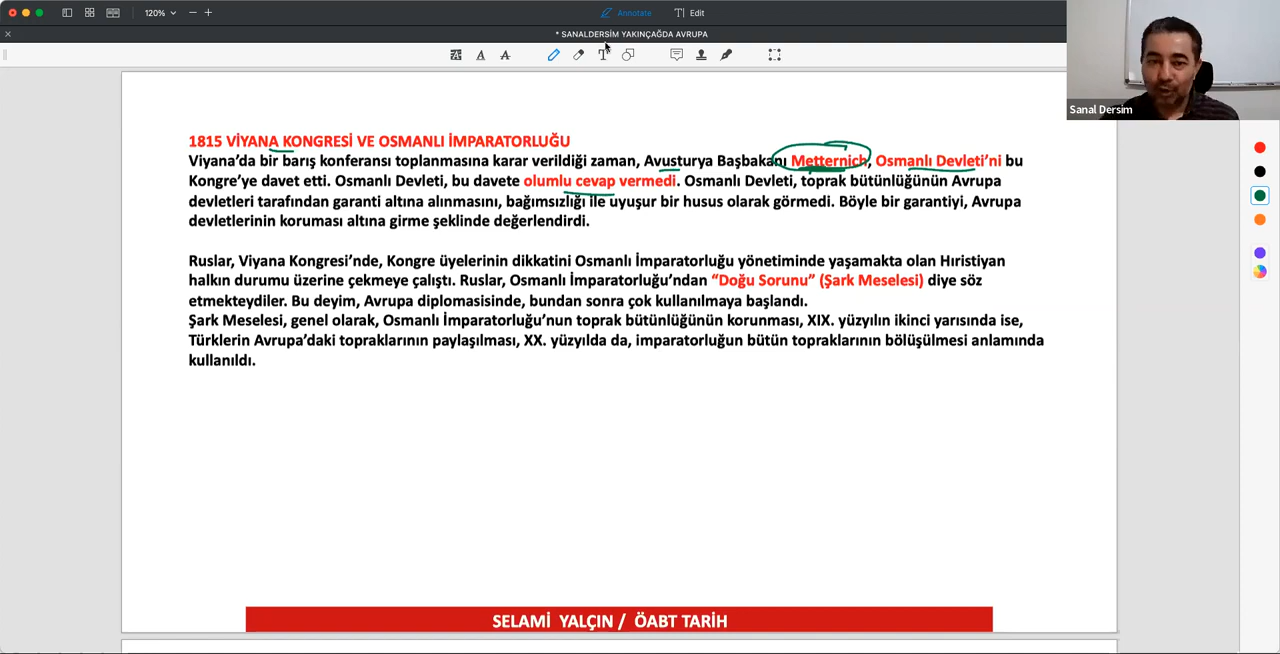 120%
Annotate
Edit
* SANALDERSİM YAKINÇAĞDA AVRUPA
Sanal Dersim
1815 VİYANA KONGRESİ VE OSMANLI İMPARATORLUĞU
Viyana’da bir barış konferansı toplanmasına karar verildiği zaman, Avusturya Başbakanı Metternich, Osmanlı Devleti’ni bu
Kongre’ye davet etti. Osmanlı Devleti, bu davete olumlu cevap vermedi. Osmanlı Devleti, toprak bütünlüğünün Avrupa
devletleri tarafından garanti altına alınmasını, bağımsızlığı ile uyuşur bir husus olarak görmedi. Böyle bir garantiyi, Avrupa
devletlerinin koruması altına girme şeklinde değerlendirdi.
Ruslar, Viyana Kongresi’nde, Kongre üyelerinin dikkatini Osmanlı İmparatorluğu yönetiminde yaşamakta olan Hıristiyan
halkın durumu üzerine çekmeye çalıştı. Ruslar, Osmanlı İmparatorluğu’ndan “Doğu Sorunu” (Şark Meselesi) diye söz
etmekteydiler. Bu deyim, Avrupa diplomasisinde, bundan sonra çok kullanılmaya başlandı.
Şark Meselesi, genel olarak, Osmanlı İmparatorluğu’nun toprak bütünlüğünün korunması, XIX. yüzyılın ikinci yarısında ise,
Türklerin Avrupa’daki topraklarının paylaşılması, XX. yüzyılda da, imparatorluğun bütün topraklarının bölüşülmesi anlamında
kullanıldı.
SELAMİ YALÇIN / ÖABT TARİH